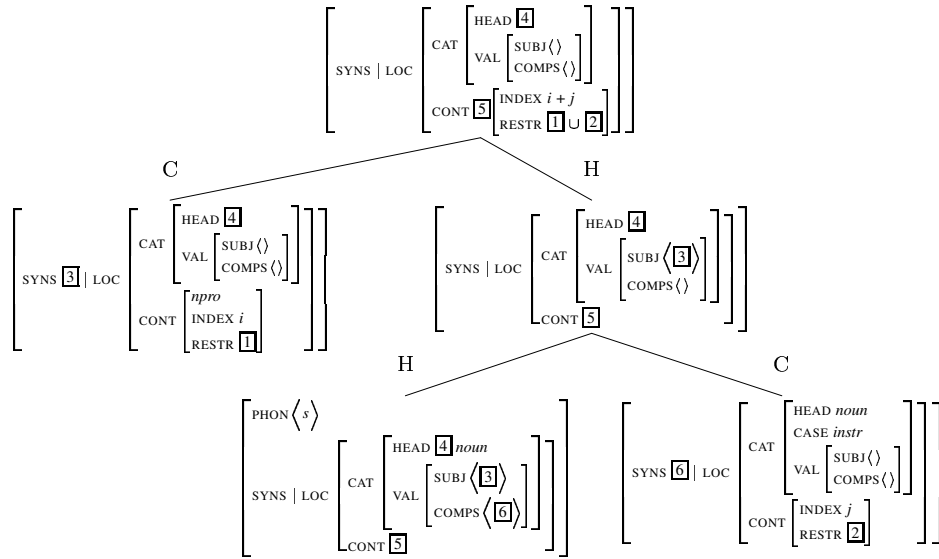 HEAD 4
CAT
VAL
SUBJ⟨⟩
COMPS⟨⟩
SYNS | LOC
CONT 5
INDEX i + j
RESTR 1 ∪ 2
C
H
HEAD 4
CAT
VAL
SUBJ⟨⟩
COMPS⟨⟩
SYNS 3 | LOC
CONT
npro
INDEX i
RESTR 1
HEAD 4
CAT
VAL
SUBJ⟨3⟩
COMPS⟨⟩
SYNS | LOC
CONT 5
H
C
PHON⟨s⟩
HEAD 4 noun
CAT
VAL
SUBJ⟨3⟩
COMPS⟨6⟩
SYNS | LOC
CONT 5
HEAD noun
CASE instr
CAT
VAL
SUBJ⟨⟩
COMPS⟨⟩
SYNS 6 | LOC
CONT
INDEX j
RESTR 2